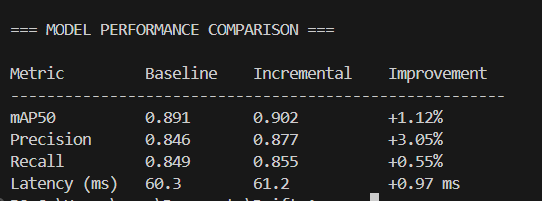 === MODEL PERFORMANCE COMPARISON ===
Metric Baseline Incremental Improvement
-------------------------------------------------------
mAP50 0.891 0.902 +1.12%
Precision 0.846 0.877 +3.05%
Recall 0.849 0.855 +0.55%
Latency (ms) 60.3 61.2 +0.97 ms